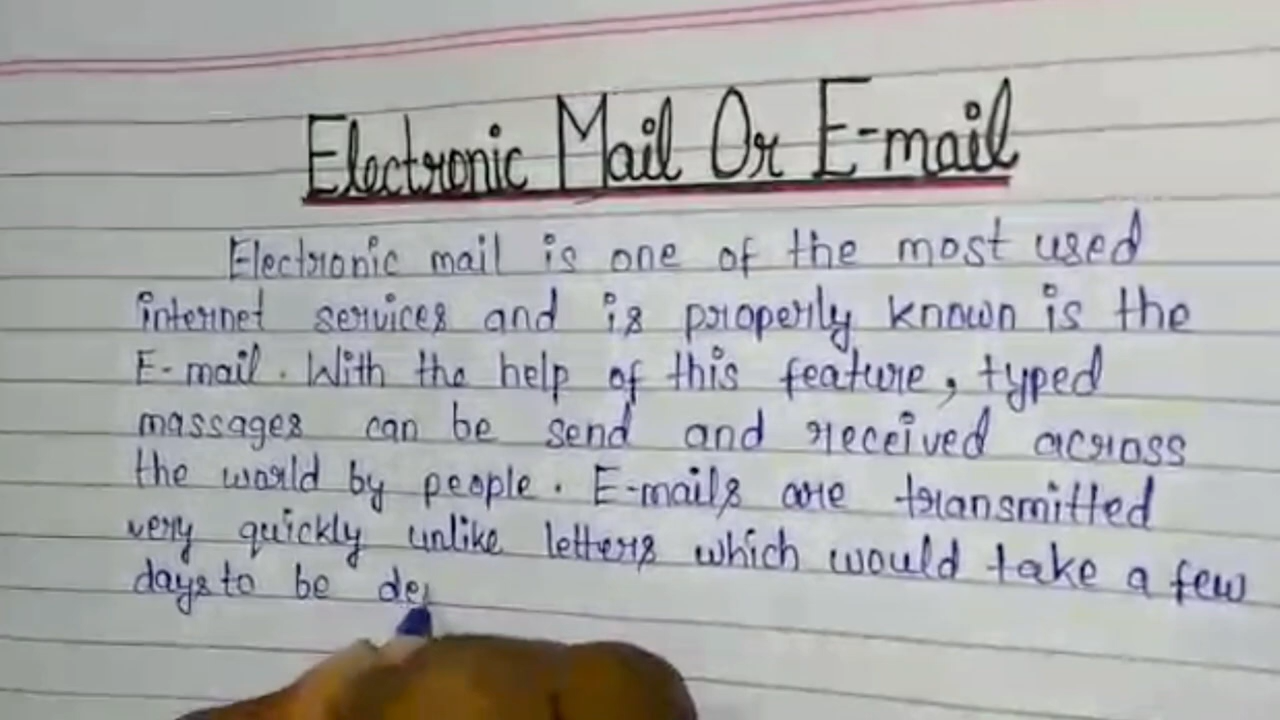 Electronic Mail Or E-mail
Electronic mail is one of the most used
internet services and is properly known is the
E-mail. With the help of this feature, typed
massages can be send and received across
the world by people. E-mails are transmitted
very quickly unlike letters which would take a few
days to be de